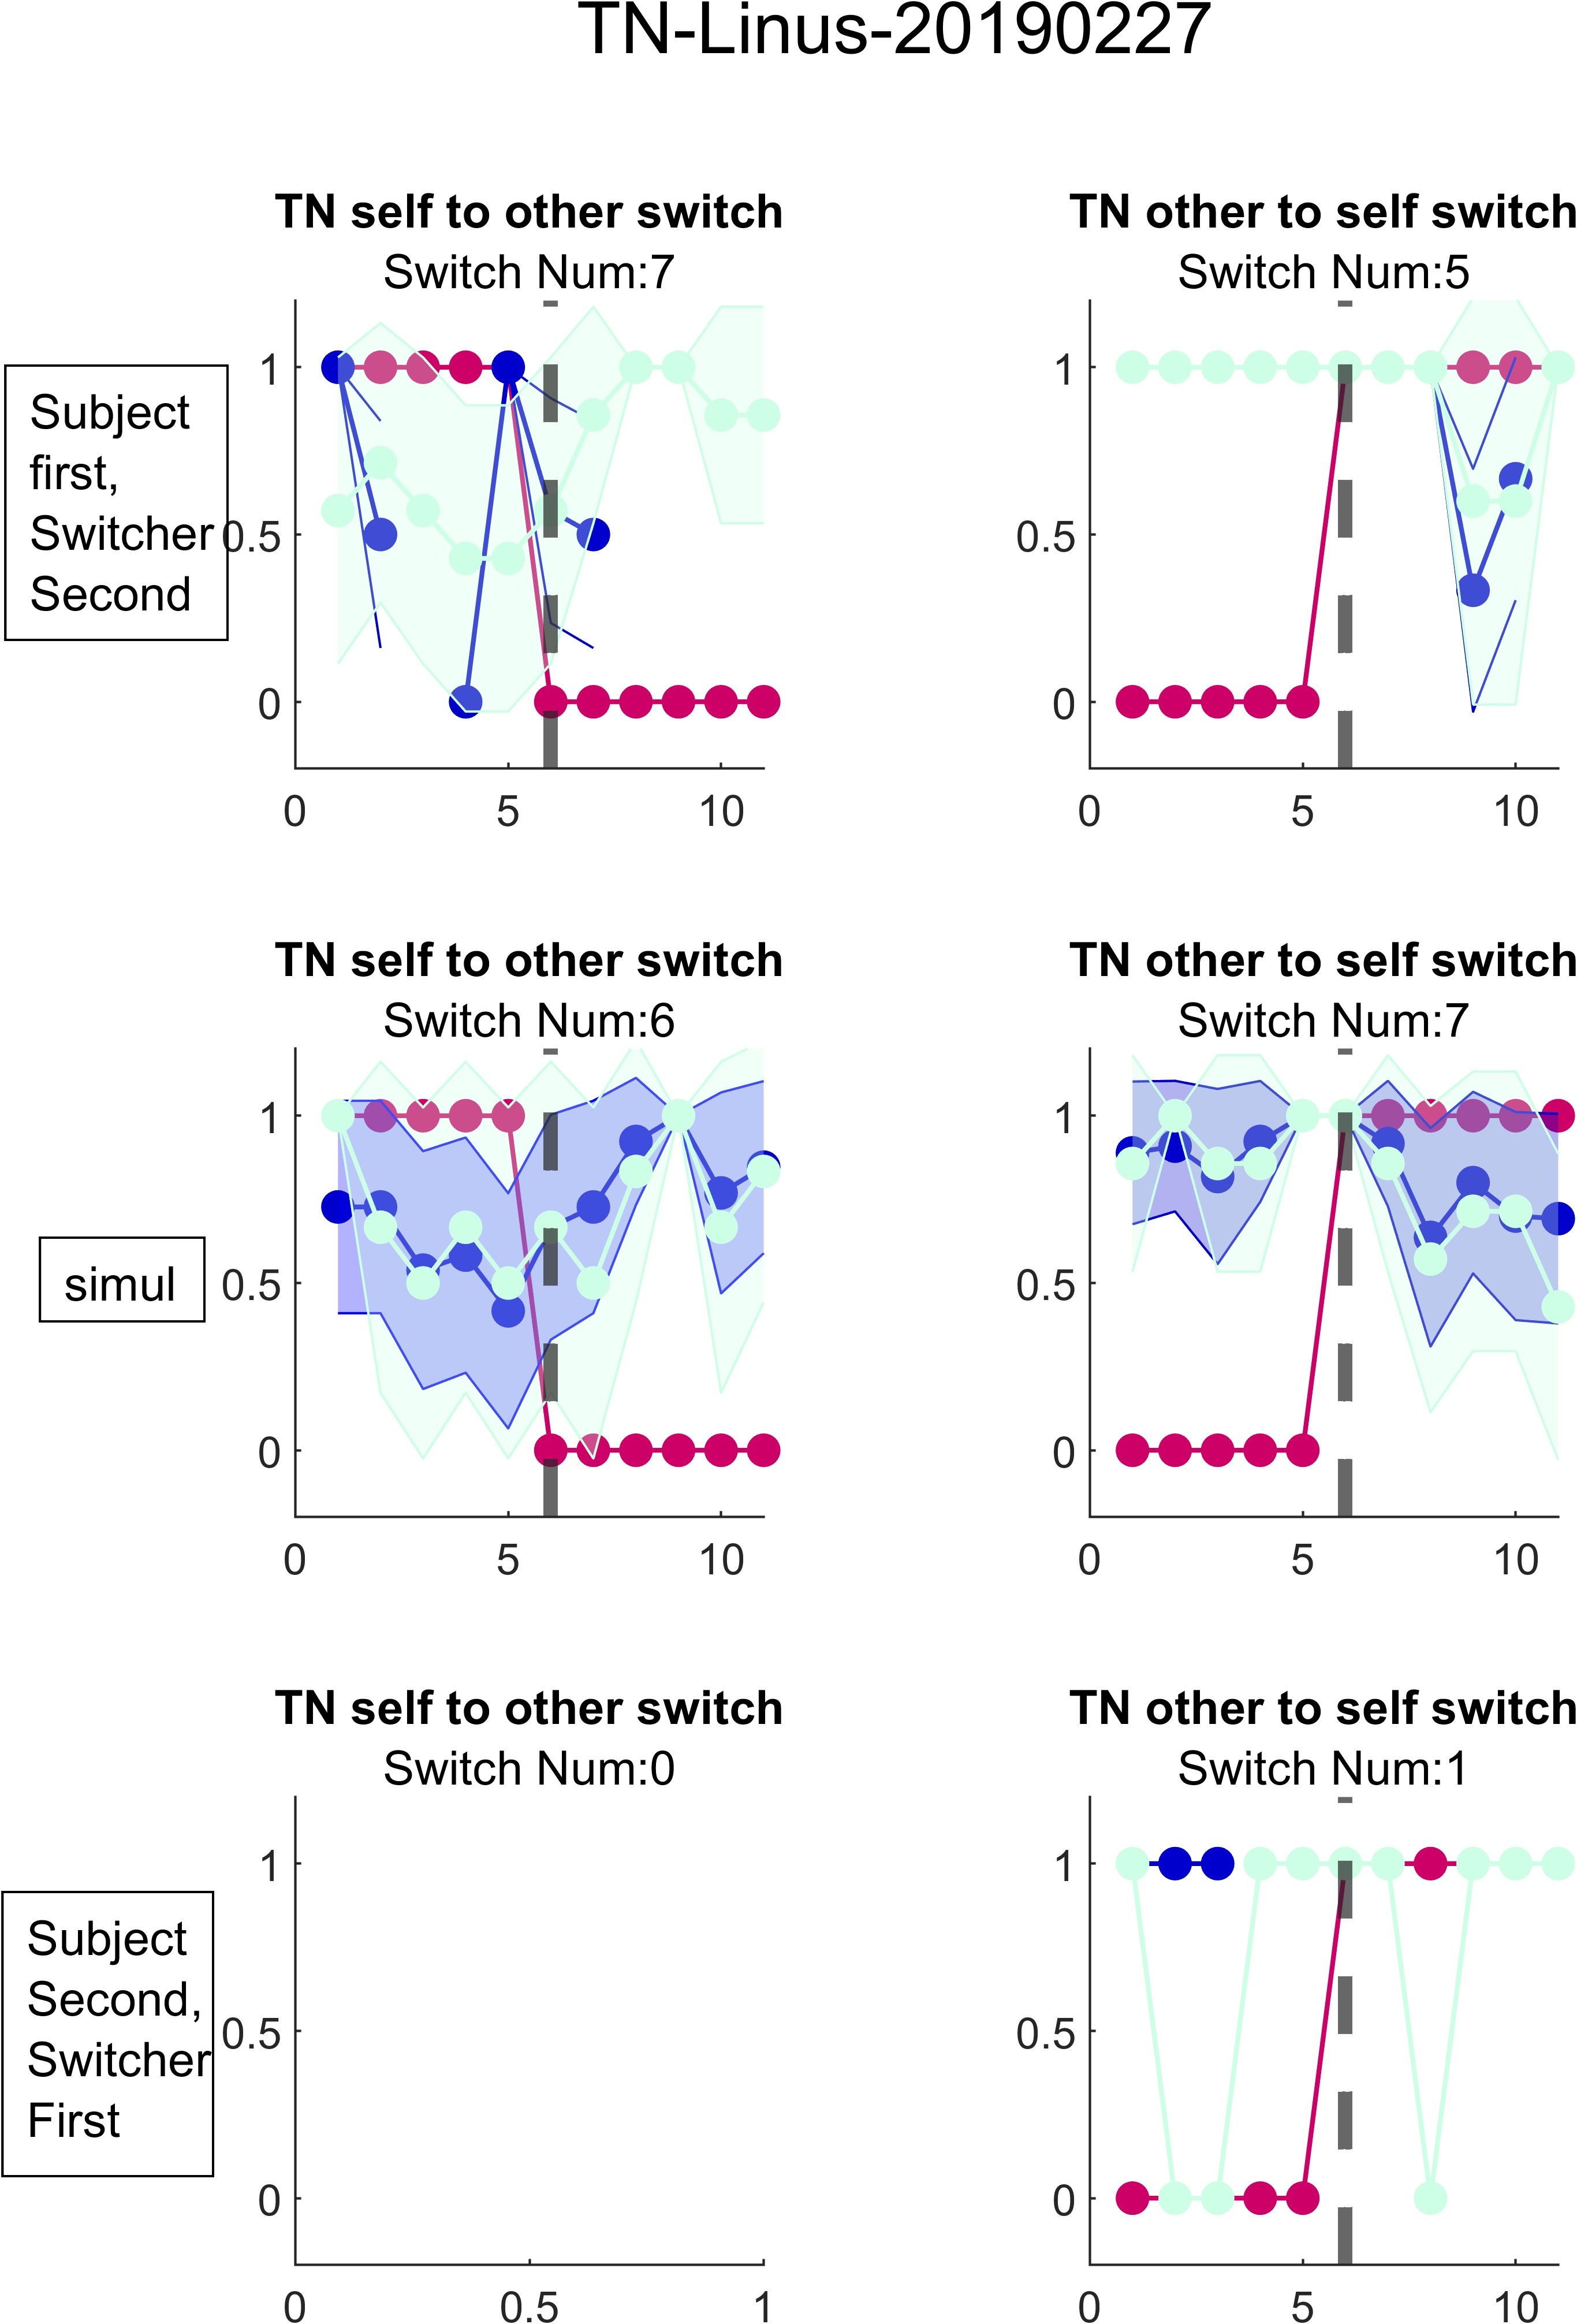 TN-Linus-20190227
TN self to other switch
Switch Num:7
TN other to self switch
Switch Num:5
Subject
first,
Switcher
Second
1
0.5
0
0 5 10
1
0.5
0
0 5 10
TN self to other switch
Switch Num:6
TN other to self switch
Switch Num:7
simul
1
0.5
0
0 5 10
1
0.5
0
0 5 10
TN self to other switch
Switch Num:0
TN other to self switch
Switch Num:1
Subject
Second,
Switcher
First
1
0.5
0
0 0.5 1
1
0.5
0
0 5 10